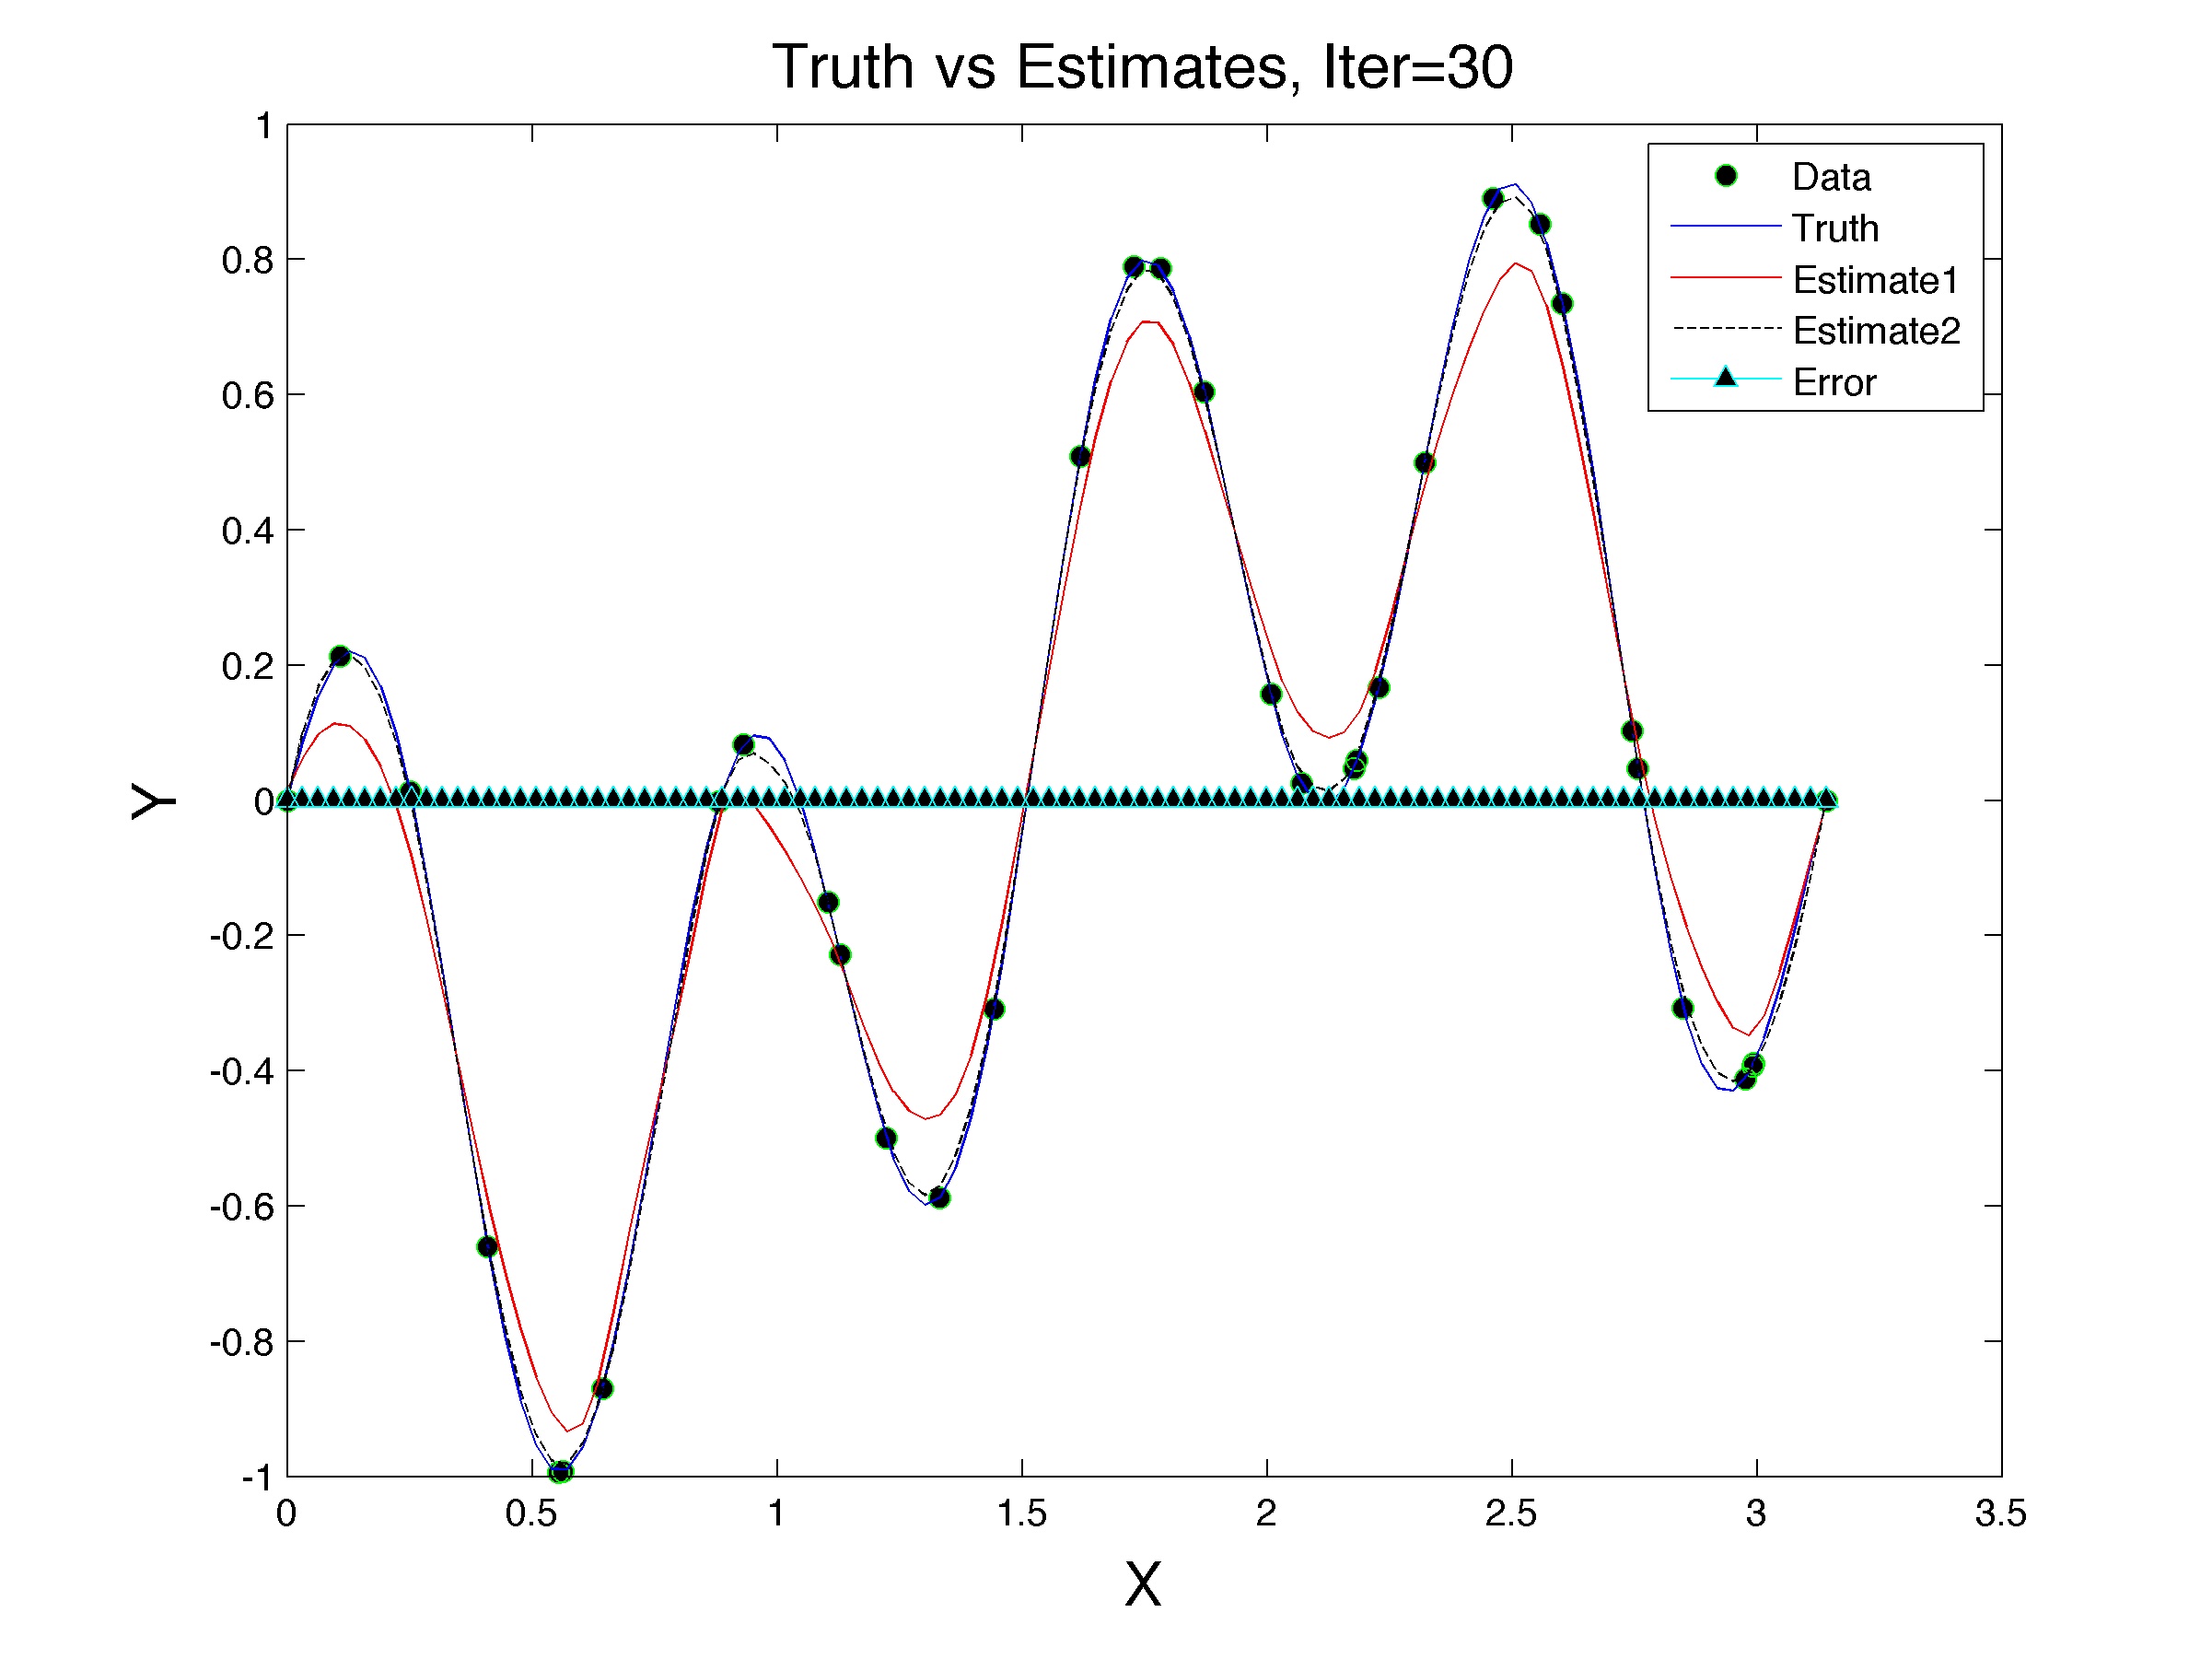 Truth vs Estimates, Iter=30
1
0.8
0.6
0.4
0.2
0
-0.2
-0.4
-0.6
-0.8
-1
Y
Data
Truth
Estimate1
Estimate2
Error
0 0.5 1 1.5 2 2.5 3 3.5
X